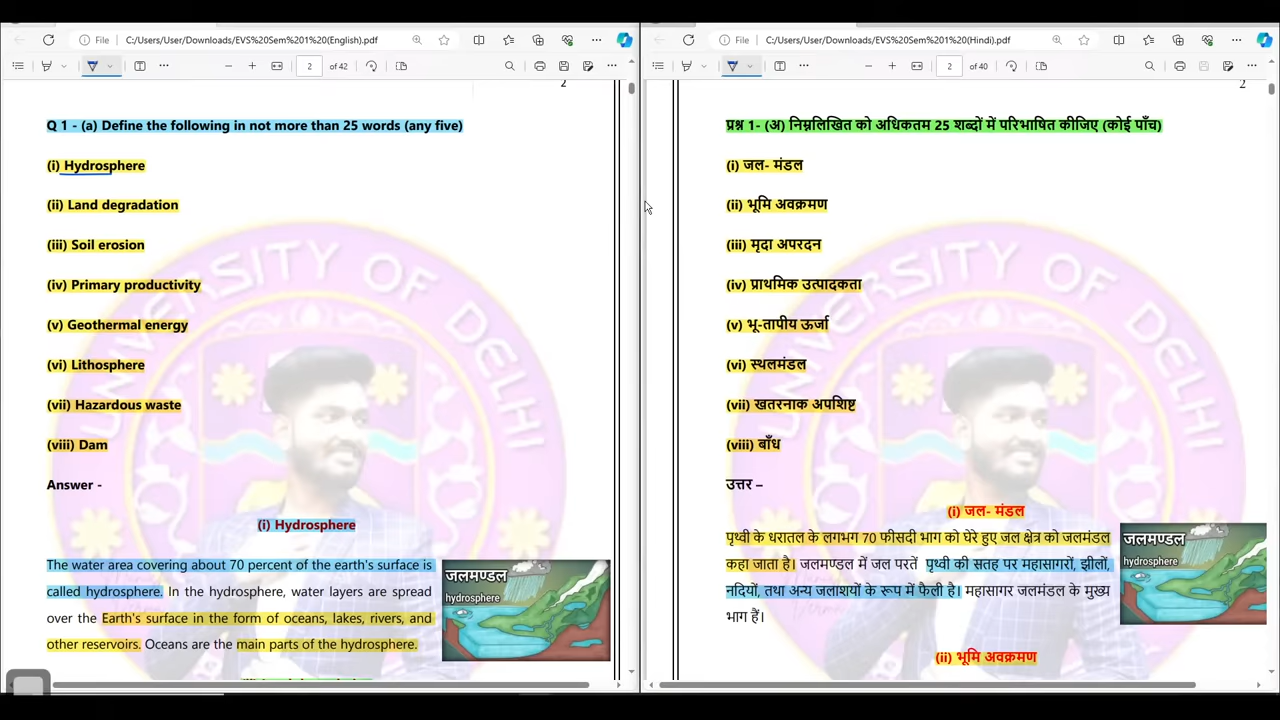 File C:/Users/User/Downloads/EVS%20Sem%201%20(English).pdf
2 of 42
2
Q 1 - (a) Define the following in not more than 25 words (any five)
(i) Hydrosphere
(ii) Land degradation
(iii) Soil erosion
(iv) Primary productivity
(v) Geothermal energy
(vi) Lithosphere
(vii) Hazardous waste
(viii) Dam
Answer -
(i) Hydrosphere
The water area covering about 70 percent of the earth's surface is
called hydrosphere. In the hydrosphere, water layers are spread
over the Earth's surface in the form of oceans, lakes, rivers, and
other reservoirs. Oceans are the main parts of the hydrosphere.
जलमण्डल
hydrosphere
UNIVERSITY OF DELHI
File C:/Users/User/Downloads/EVS%20Sem%201%20(Hindi).pdf
2 of 40
2
प्रश्न 1- (अ) निम्नलिखित को अधिकतम 25 शब्दों में परिभाषित कीजिए (कोई पाँच)
(i) जल- मंडल
(ii) भूमि अवक्रमण
(iii) मृदा अपरदन
(iv) प्राथमिक उत्पादकता
(v) भू-तापीय ऊर्जा
(vi) स्थलमंडल
(vii) खतरनाक अपशिष्ट
(viii) बाँध
उत्तर –
(i) जल- मंडल
पृथ्वी के धरातल के लगभग 70 फीसदी भाग को घेरे हुए जल क्षेत्र को जलमंडल
कहा जाता है। जलमण्डल में जल परतें पृथ्वी की सतह पर महासागरों, झीलों,
नदियों, तथा अन्य जलाशयों के रूप में फैली है। महासागर जलमंडल के मुख्य
भाग हैं।
जलमण्डल
hydrosphere
(ii) भूमि अवक्रमण
UNIVERSITY OF DELHI